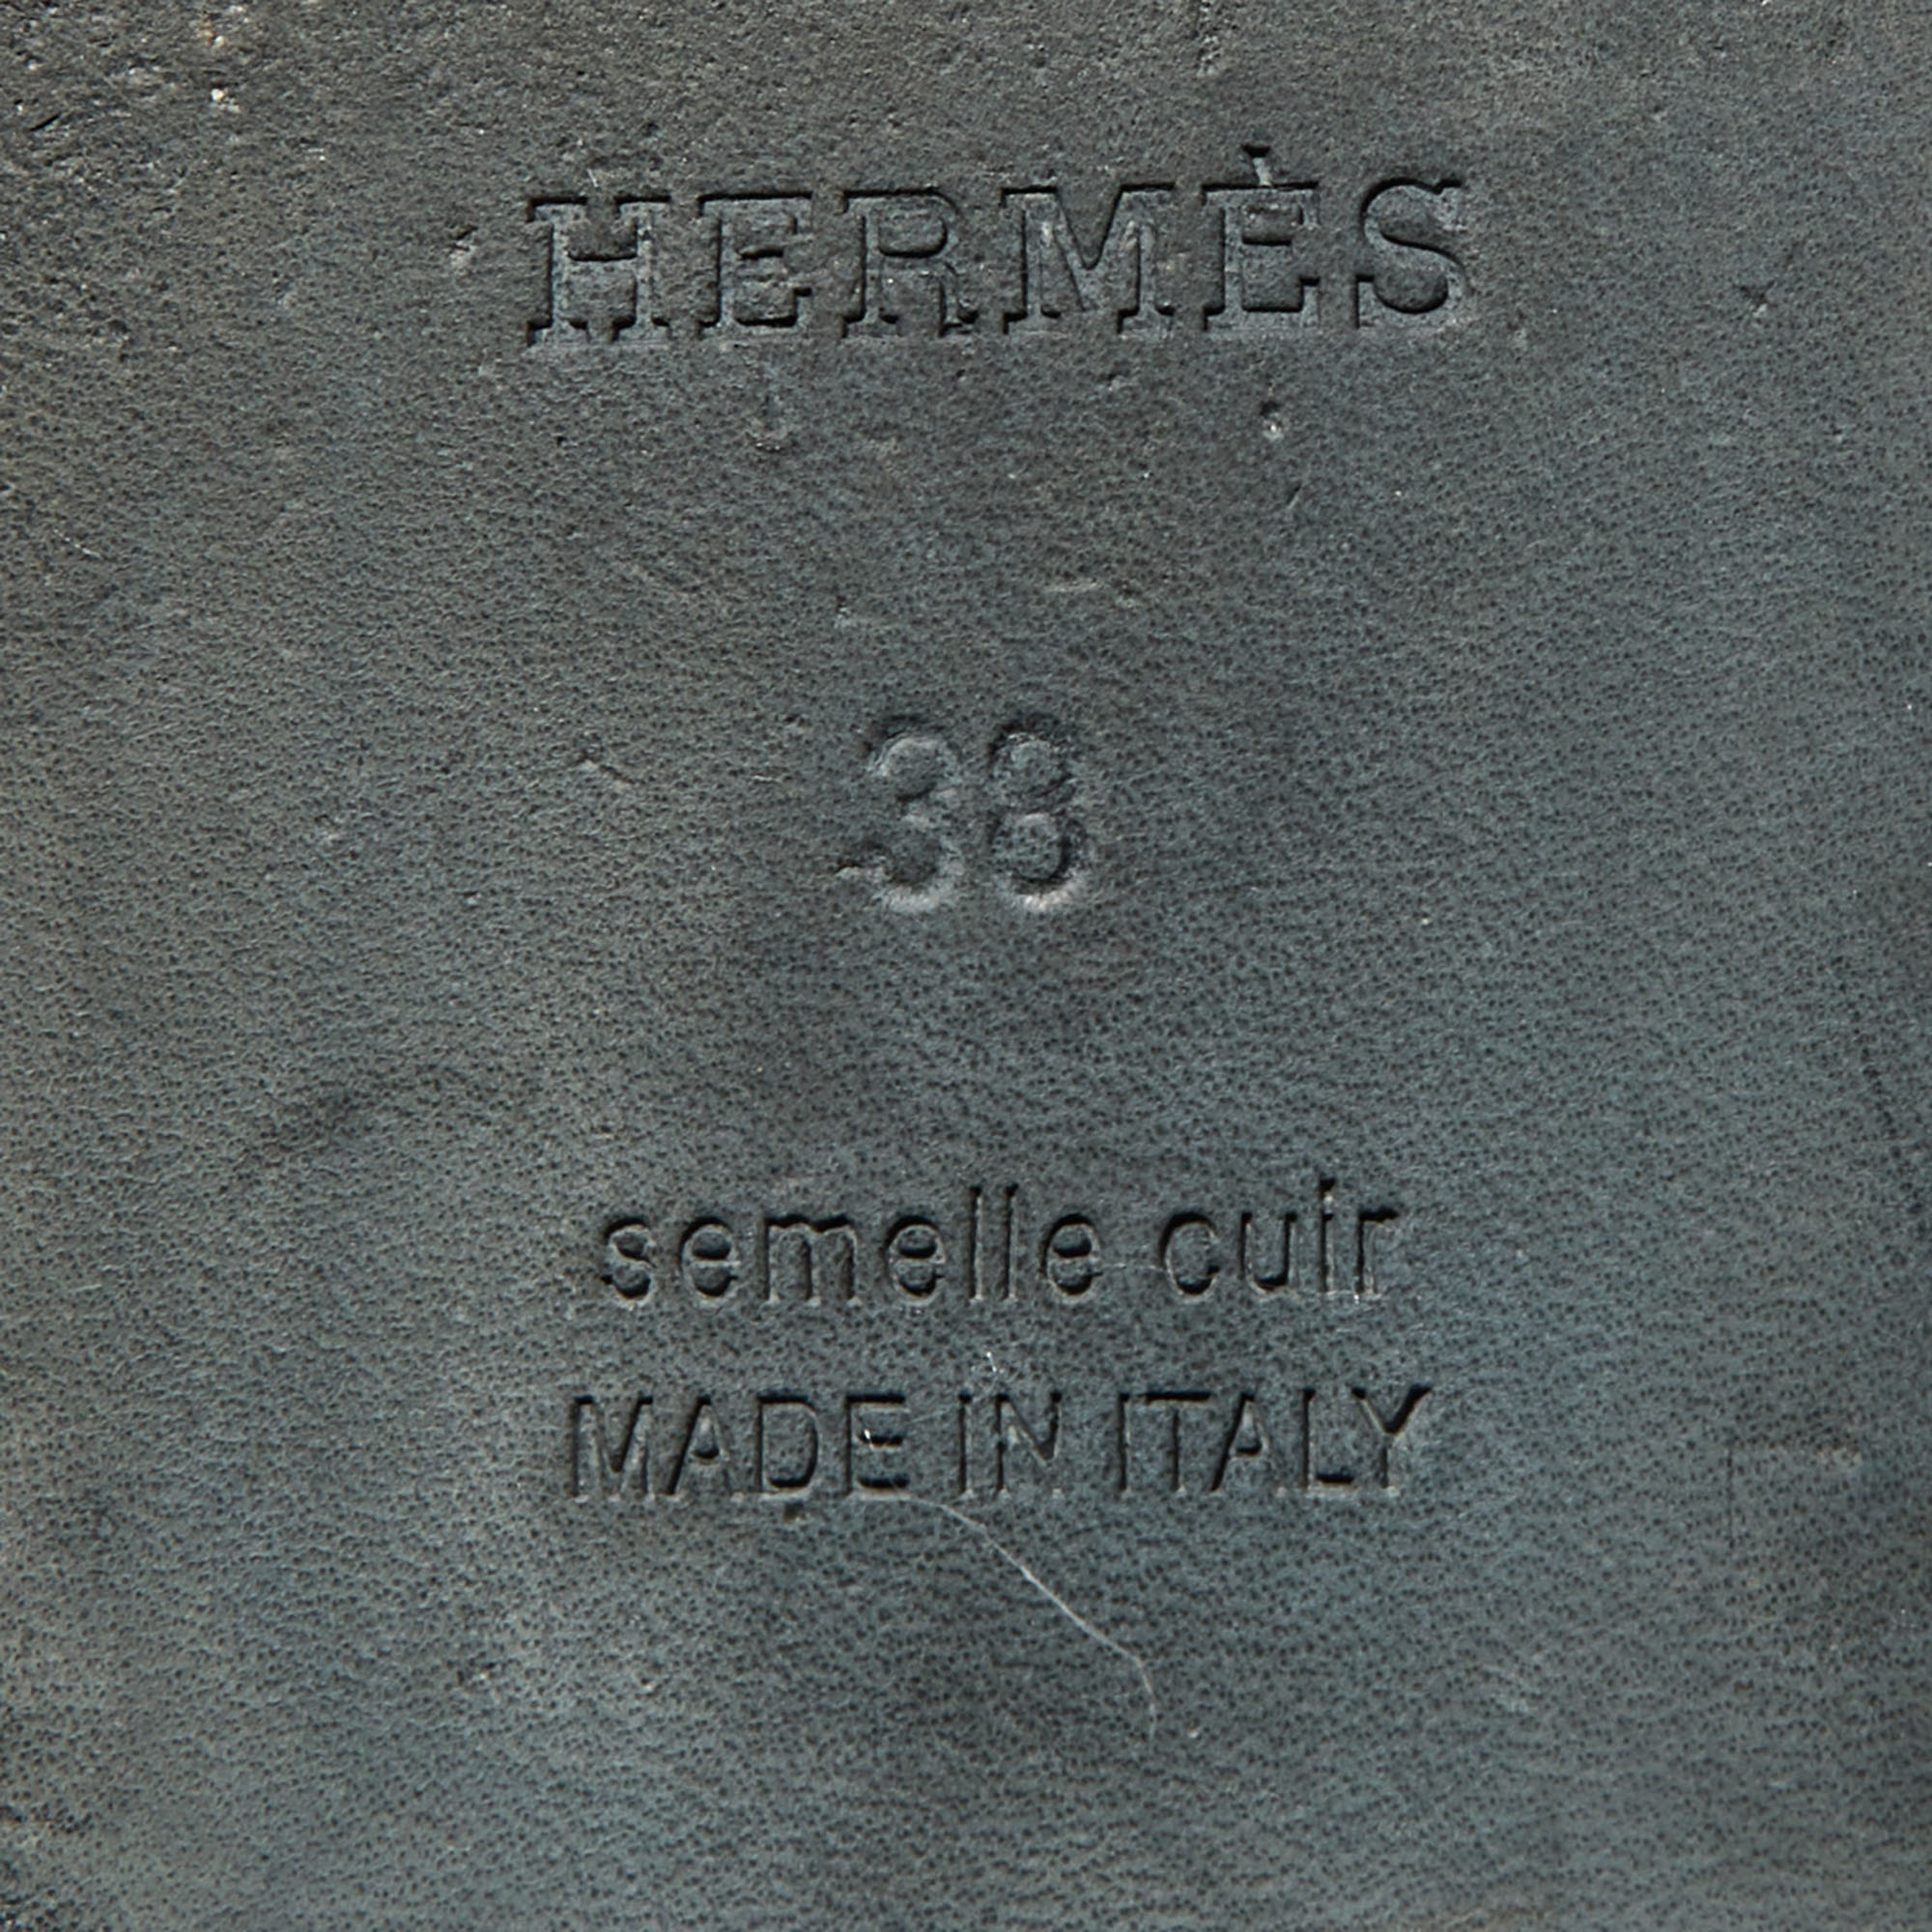 HERMÈS
38
semelle cuir
MADE IN ITALY